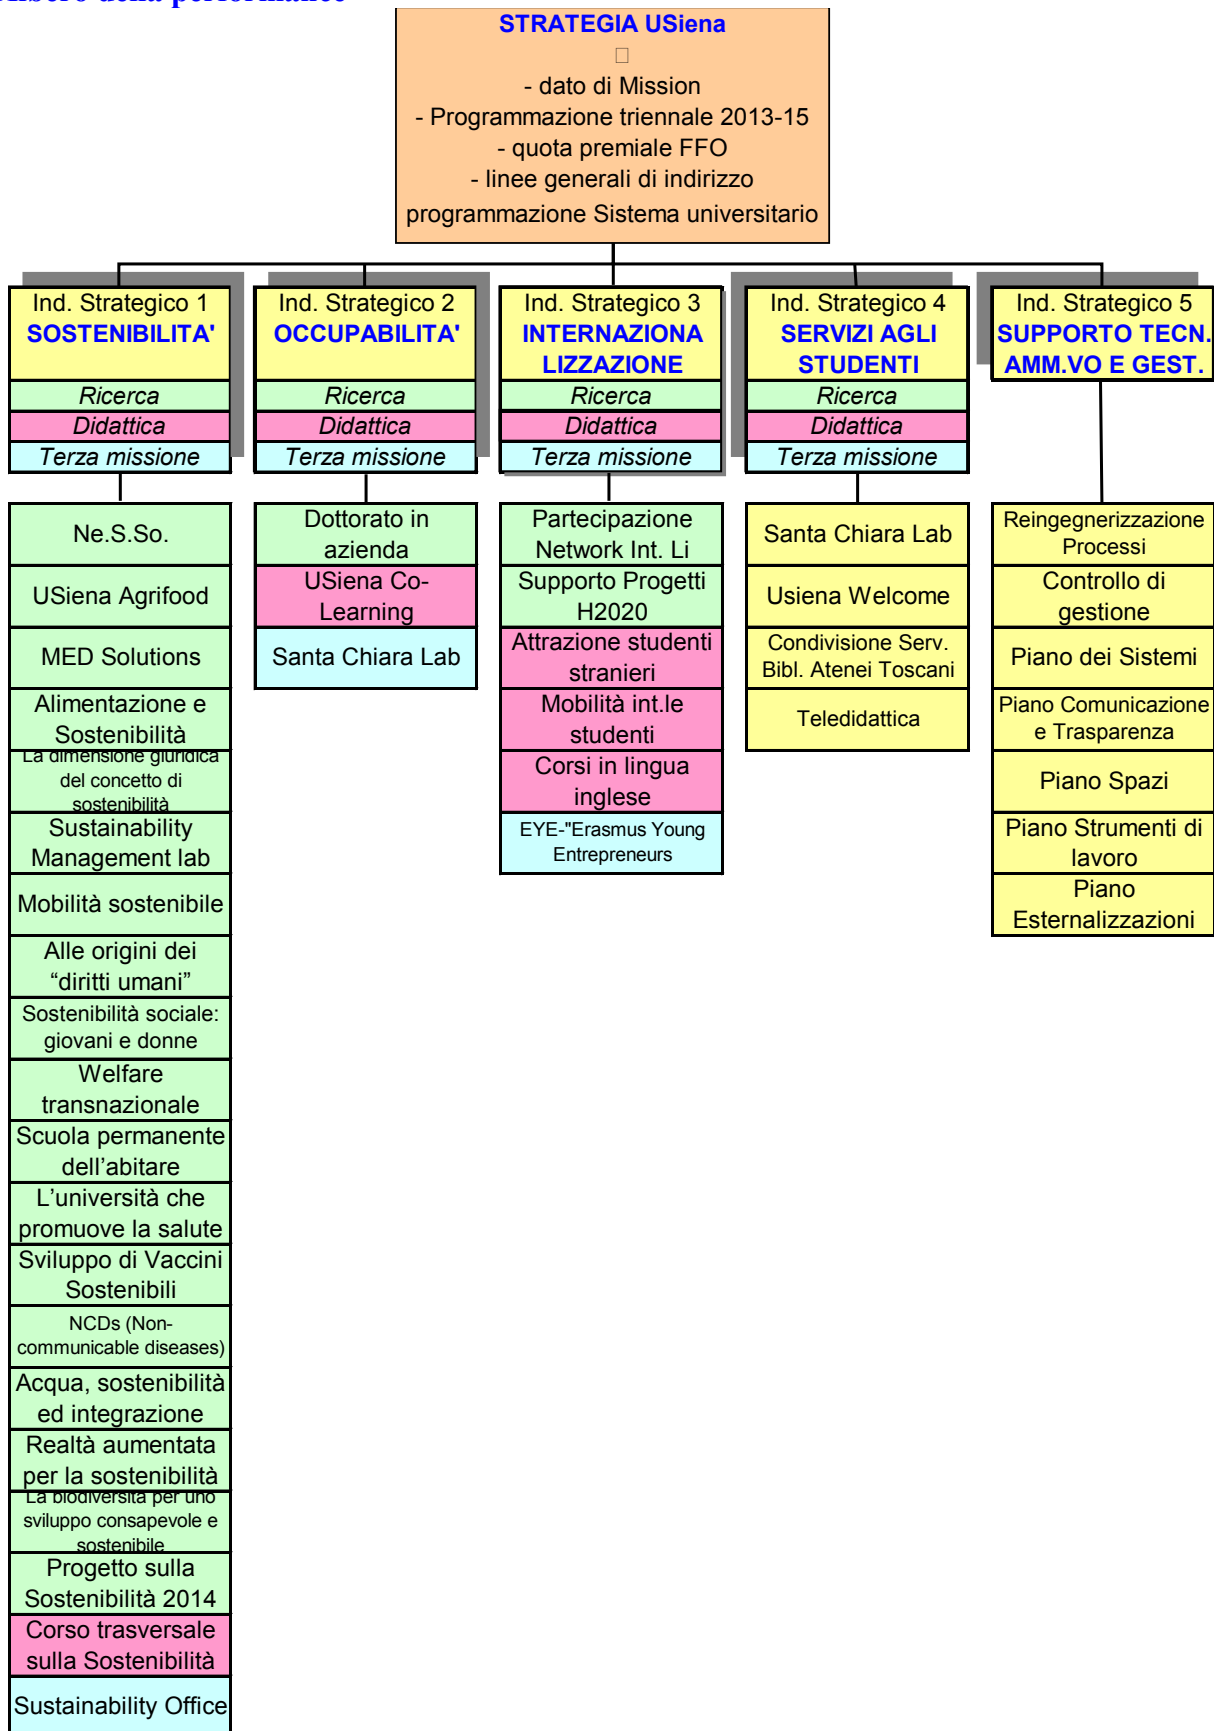 della performance
STRATEGIA USiena
- dato di Mission
- Programmazione triennale 2013-15
- quota premiale FFO
- linee generali di indirizzo
programmazione Sistema universitario
Ind. Strategico 1
SOSTENIBILITA'
Ricerca
Didattica
Terza missione
Ne.S.So.
USiena Agrifood
MED Solutions
Alimentazione e
Sostenibilità
La dimensione giuridica
del concetto di
sostenibilità
Sustainability
Management lab
Mobilità sostenibile
Alle origini dei
“diritti umani”
Sostenibilità sociale:
giovani e donne
Welfare
transnazionale
Scuola permanente
dell’abitare
L’università che
promuove la salute
Sviluppo di Vaccini
Sostenibili
NCDs (Non-
communicable diseases)
Acqua, sostenibilità
ed integrazione
Realtà aumentata
per la sostenibilità
La biodiversità per uno
sviluppo consapevole e
sostenibile
Progetto sulla
Sostenibilità 2014
Corso trasversale
sulla Sostenibilità
Sustainability Office
Ind. Strategico 2
OCCUPABILITA'
Ricerca
Didattica
Terza missione
Dottorato in
azienda
USiena Co-
Learning
Santa Chiara Lab
Ind. Strategico 3
INTERNAZIONA
LIZZAZIONE
Ricerca
Didattica
Terza missione
Partecipazione
Network Int. Li
Supporto Progetti
H2020
Attrazione studenti
stranieri
Mobilità int.le
studenti
Corsi in lingua
inglese
EYE-"Erasmus Young
Entrepreneurs
Ind. Strategico 4
SERVIZI AGLI
STUDENTI
Ricerca
Didattica
Terza missione
Santa Chiara Lab
Usiena Welcome
Condivisione Serv.
Bibl. Atenei Toscani
Teledidattica
Ind. Strategico 5
SUPPORTO TECN.
AMM.VO E GEST.
Reingegnerizzazione
Processi
Controllo di
gestione
Piano dei Sistemi
Piano Comunicazione
e Trasparenza
Piano Spazi
Piano Strumenti di
lavoro
Piano
Esternalizzazioni